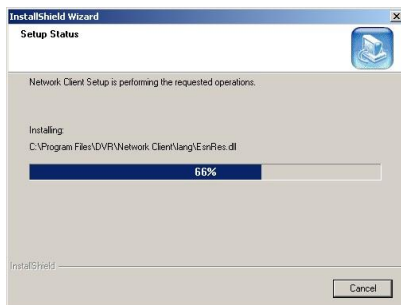 InstallShield Wizard
Setup Status
Network Client Setup is performing the requested operations.
Installing:
C:\Program Files\DVR\Network Client\lang\EsnRes.dll
66%
InstallShield
Cancel